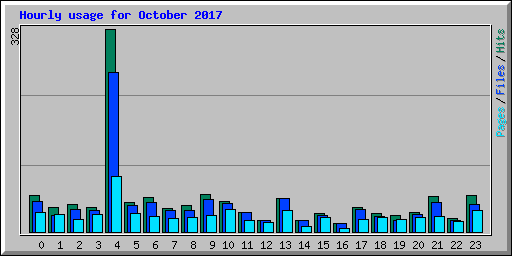 Hourly usage for October 2017
328
Pages / Files / Hits
0 1 2 3 4 5 6 7 8 9 10 11 12 13 14 15 16 17 18 19 20 21 22 23